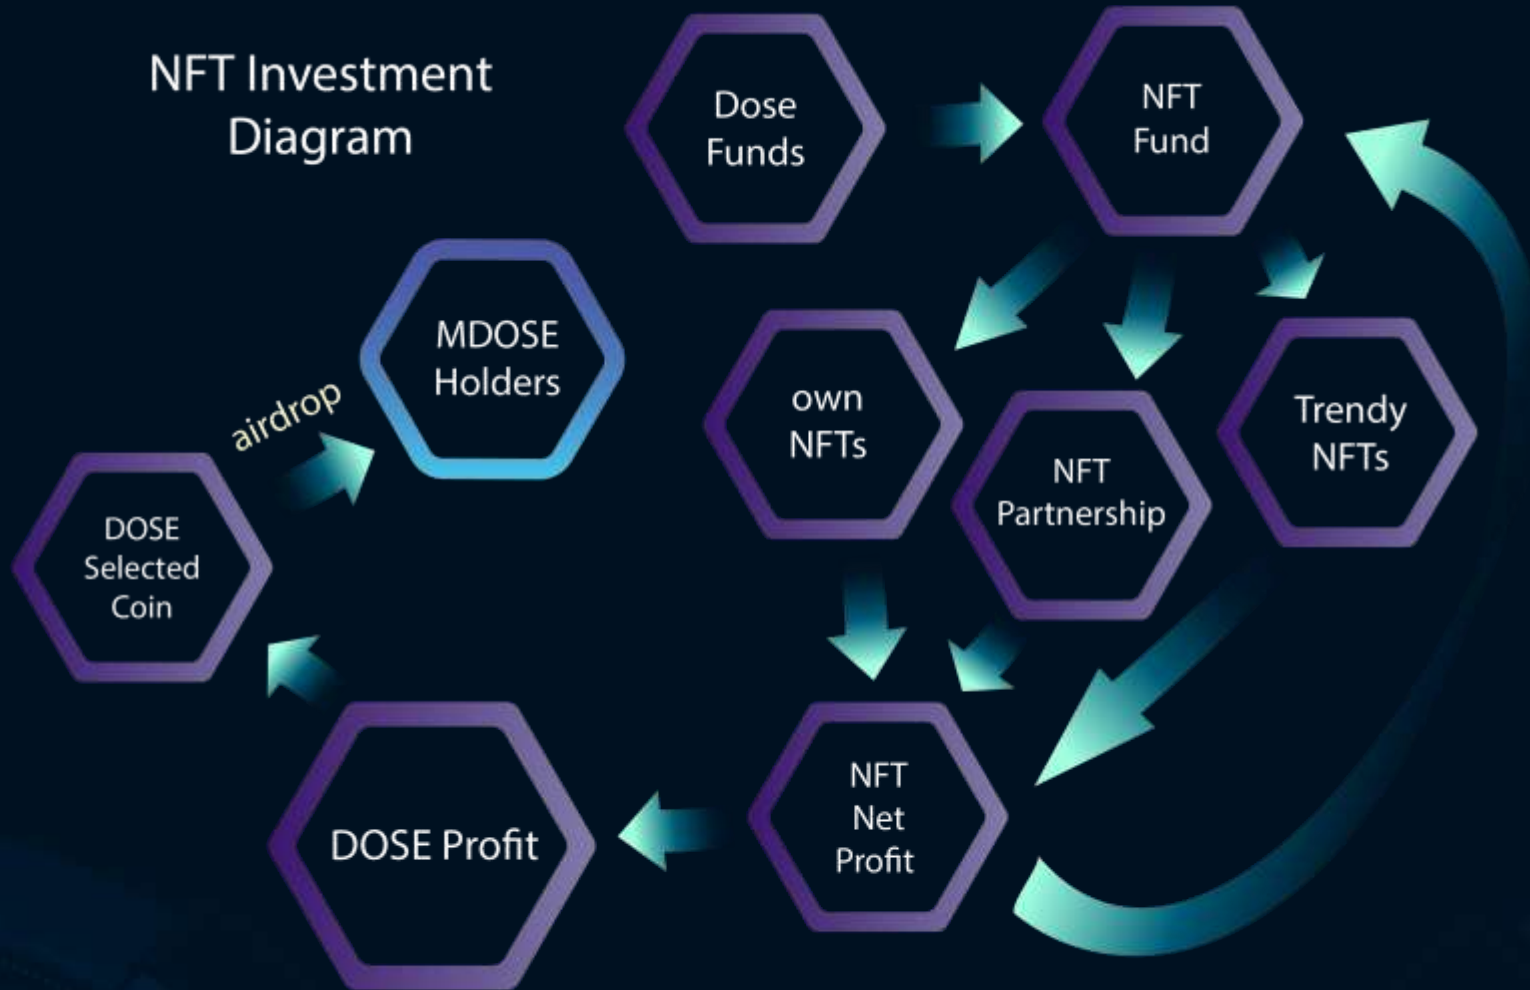 NFT Investment
Diagram
Dose
Funds
NFT
Fund
MDOSE
Holders
airdrop
own
NFTs
NFT
Partnership
Trendy
NFTs
DOSE
Selected
Coin
DOSE Profit
NFT
Net
Profit